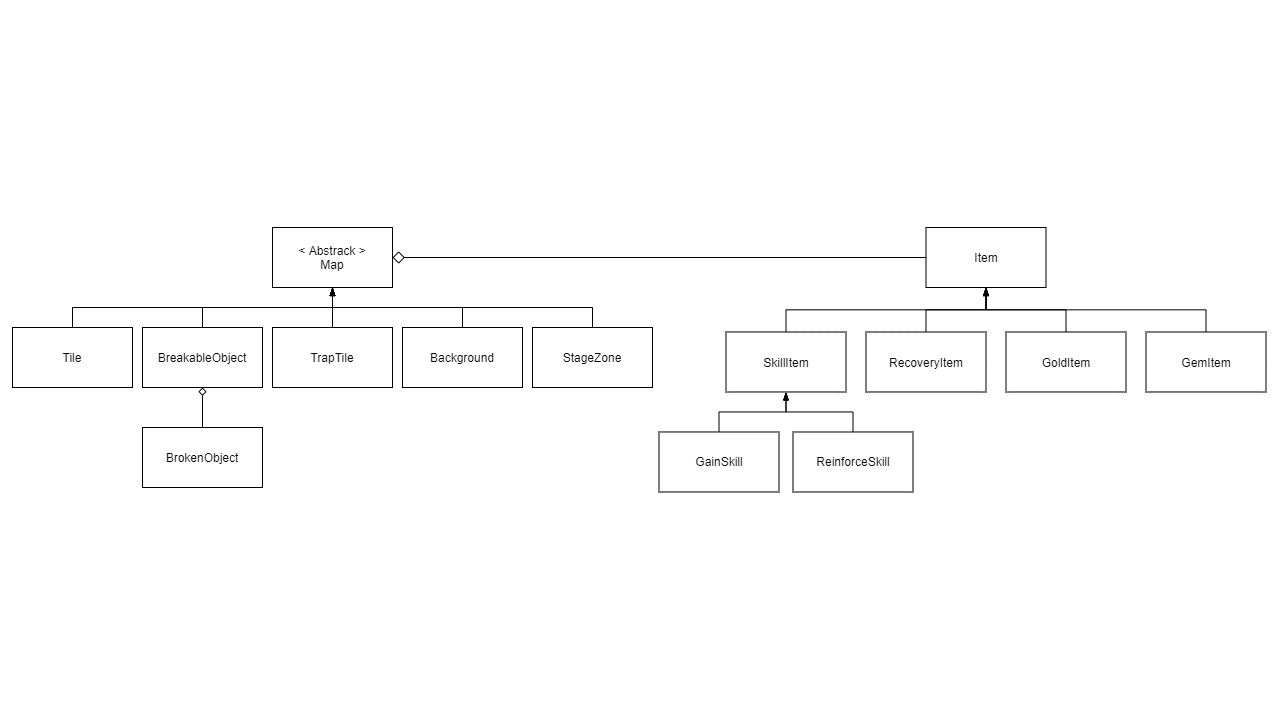 < Abstrack >
Map
Item
Tile
BreakableObject
TrapTile
Background
StageZone
SkillItem
RecoveryItem
GoldItem
GemItem
BrokenObject
GainSkill
ReinforceSkill